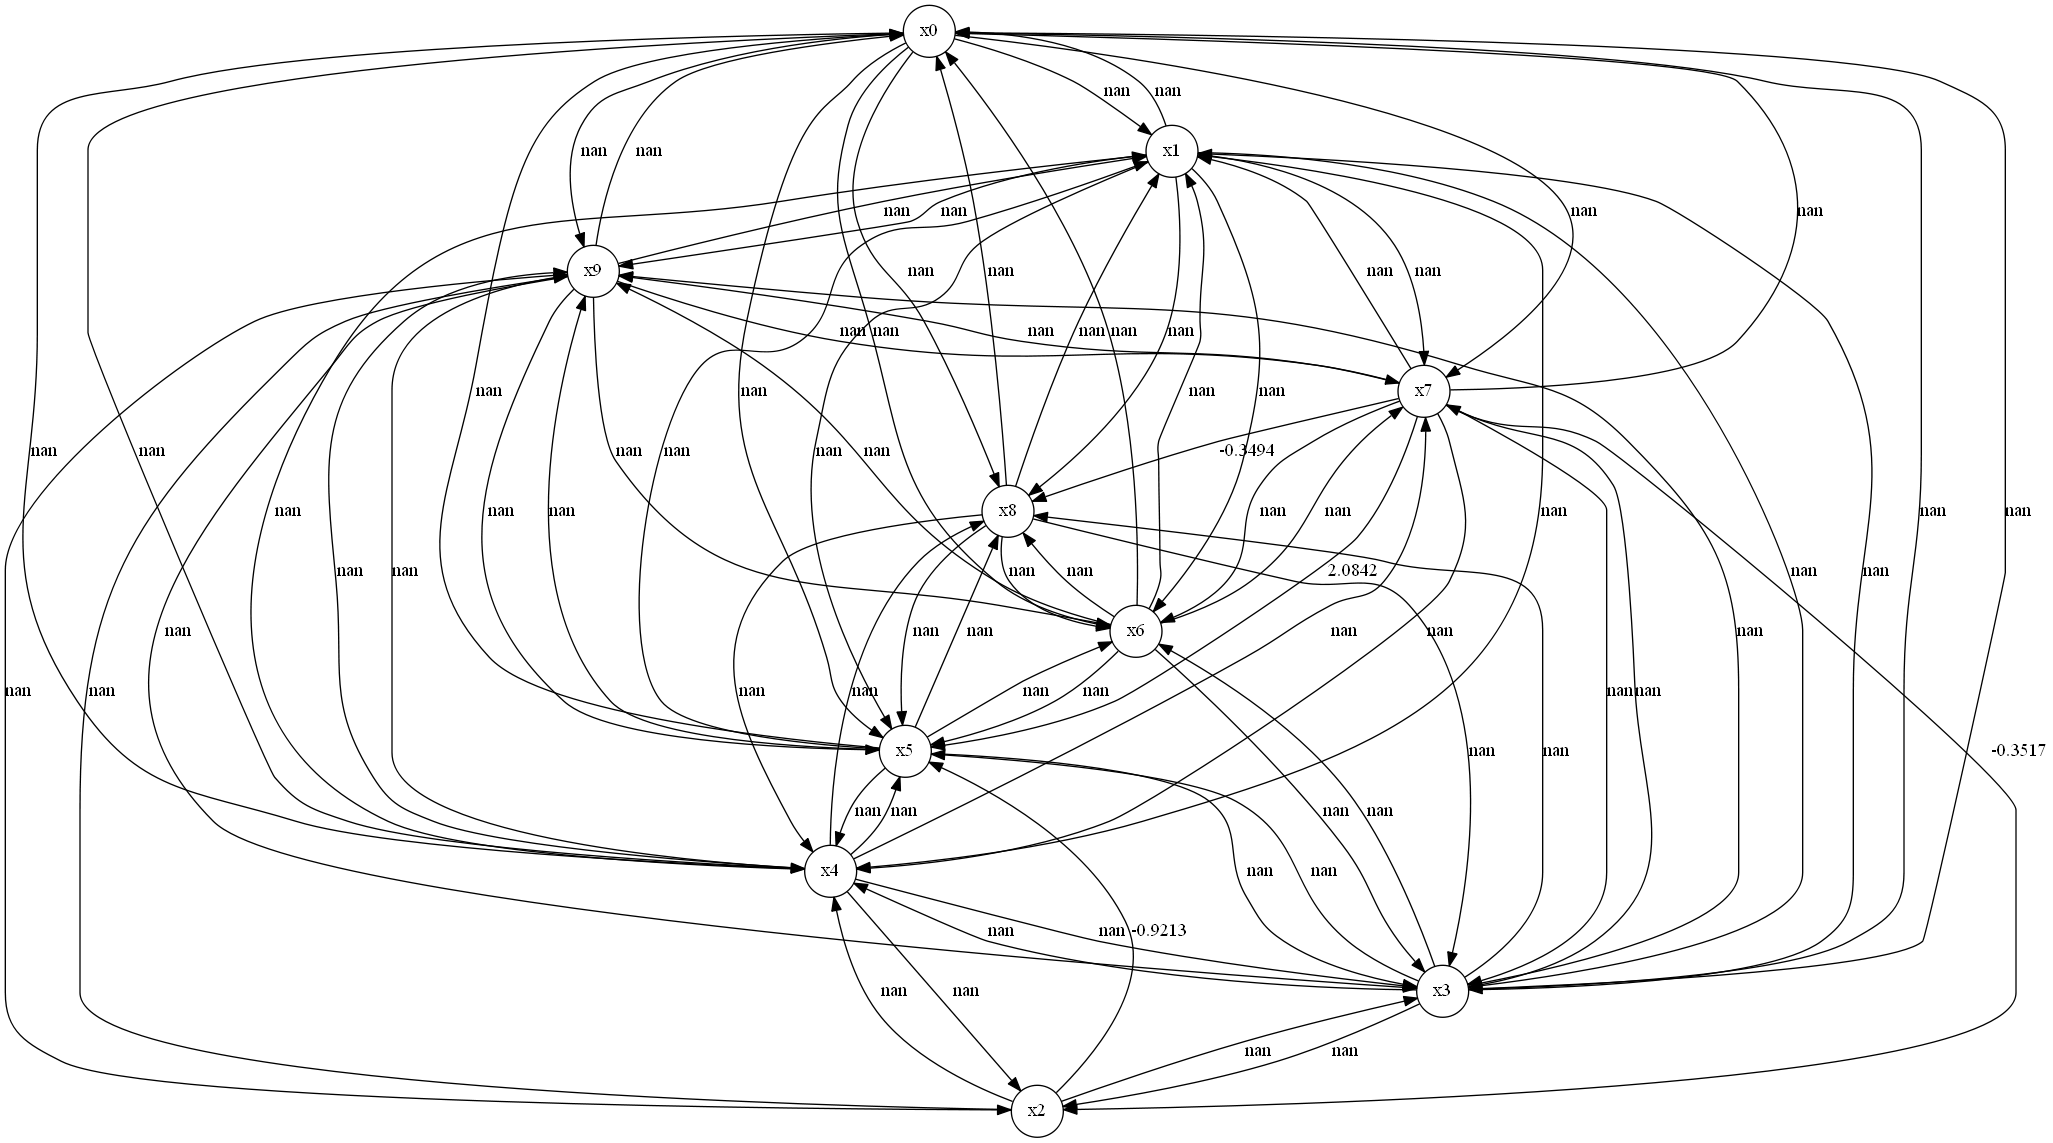 x0
nan nan
x1
nan nan
nan nan nan nan
x9
nan nan nan nan
nan nan nan nan nan
x7
nan nan nan nan nan
nan nan nan nan nan nan -0.3494
nan nan nan nan nan nan nan nan
x8
nan nan nan nan 2.0842
x6
nan nan nan nan nan nan nan
nan nan nan nan nan nan nan
x5
nan nan -0.3517
nan nan nan nan
x4
nan nan
nan nan -0.9213
x3
nan nan
nan nan
x2